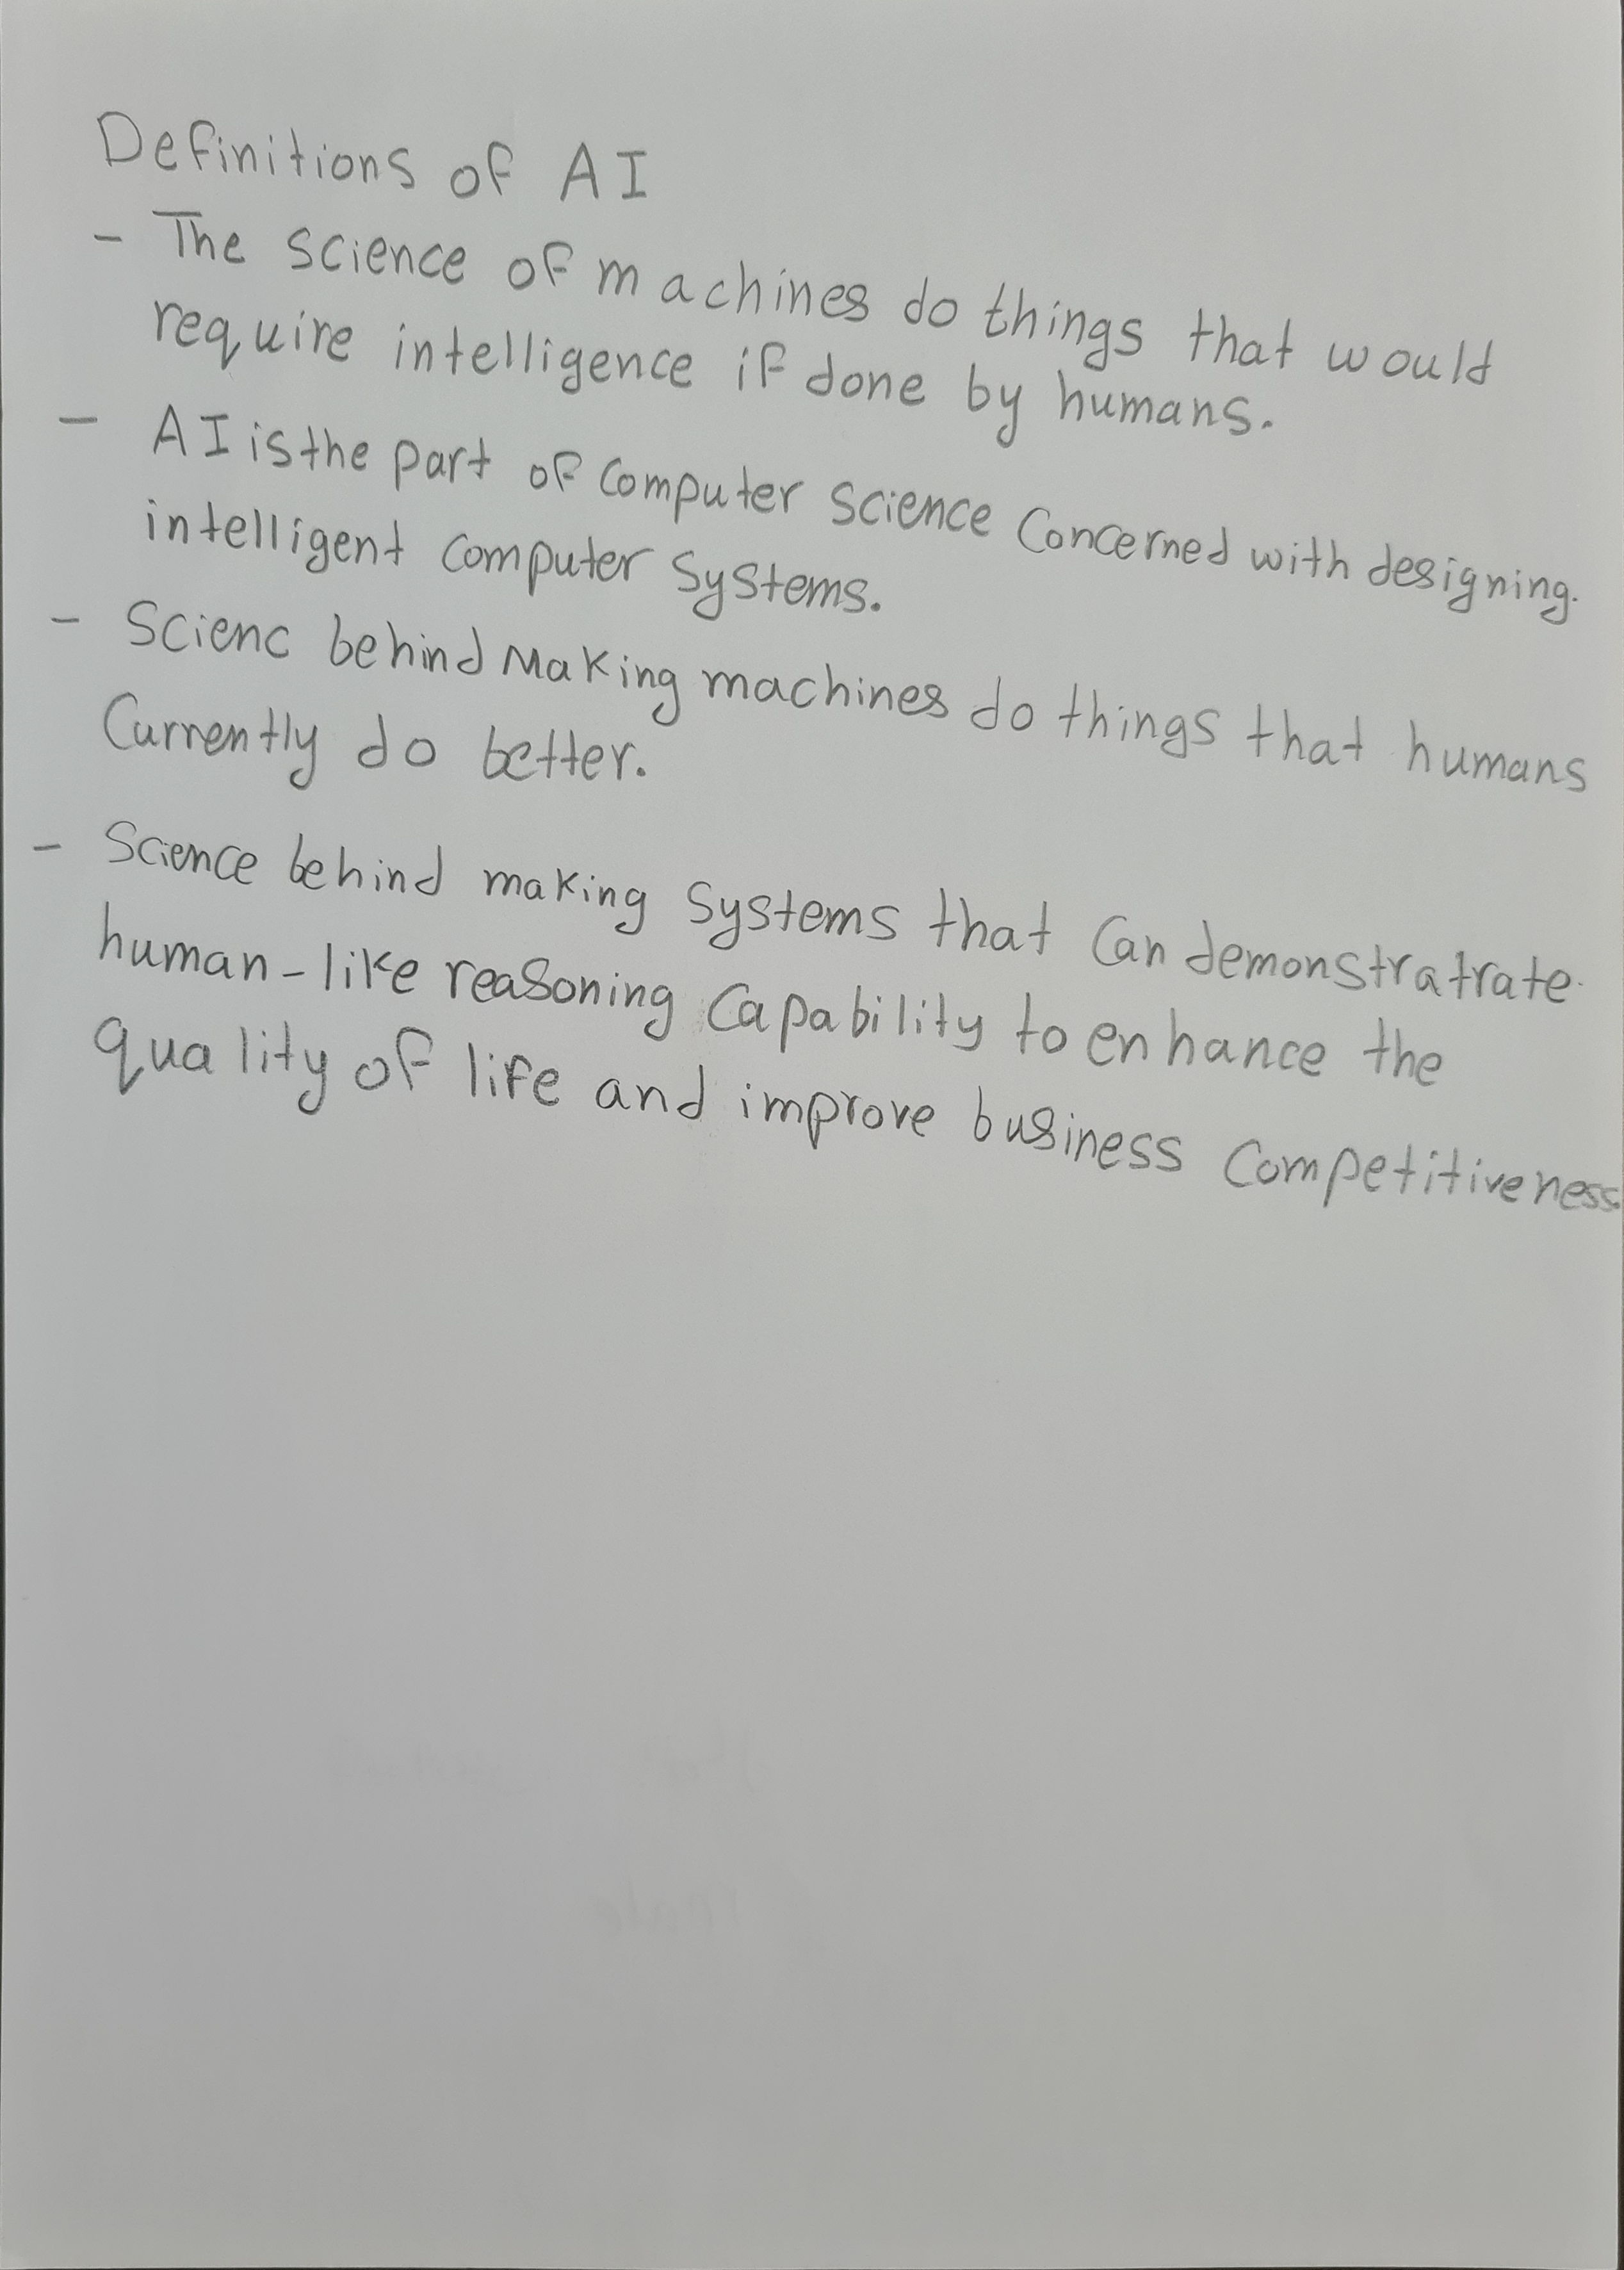 Definitions of AI
- The science of machines do things that would
require intelligence if done by humans.
- AI is the part of computer science concerned with designing.
intelligent computer systems.
- Scienc behind Making machines do things that humans
Currently do better.
- Science behind making systems that can demonstratrate
human-like reasoning capability to enhance the
quality of life and improve business competitiveness